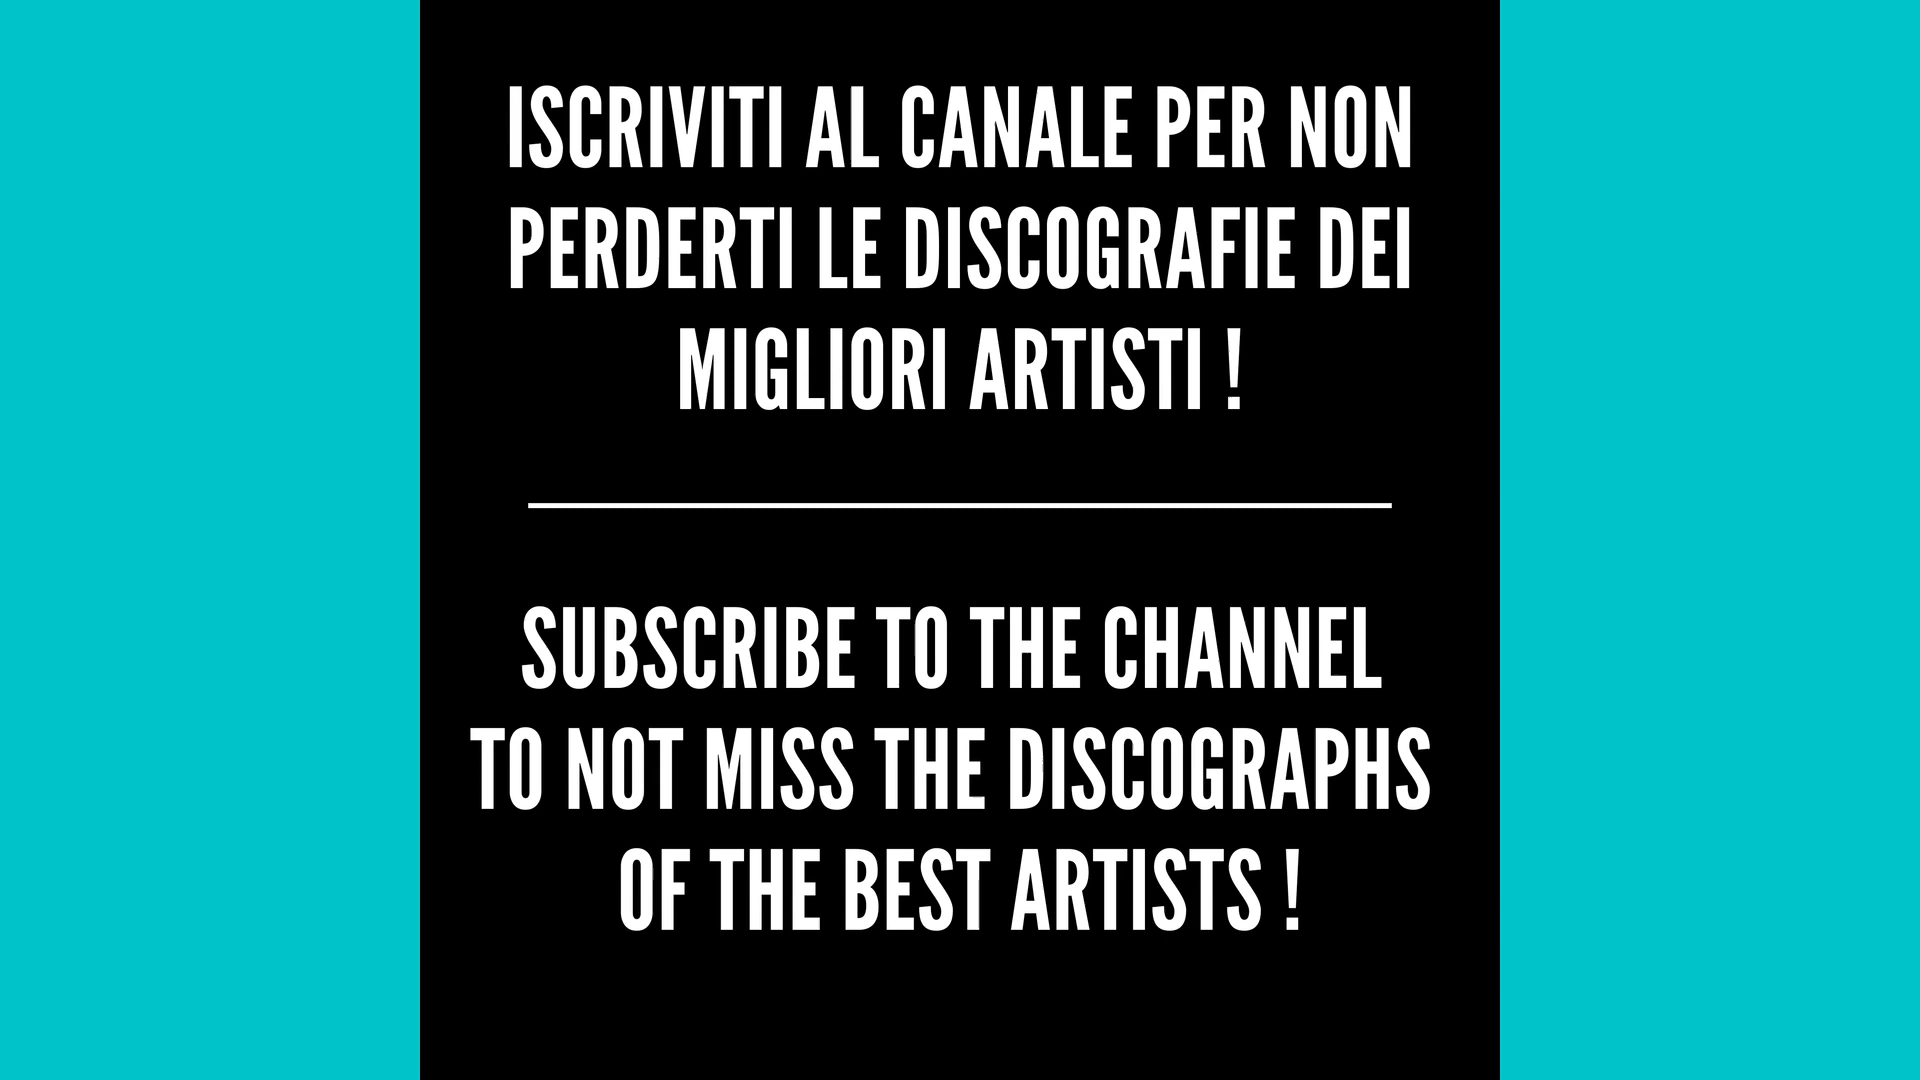 ISCRIVITI AL CANALE PER NON
PERDERTI LE DISCOGRAFIE DEI
MIGLIORI ARTISTI !
SUBSCRIBE TO THE CHANNEL
TO NOT MISS THE DISCOGRAPHS
OF THE BEST ARTISTS !